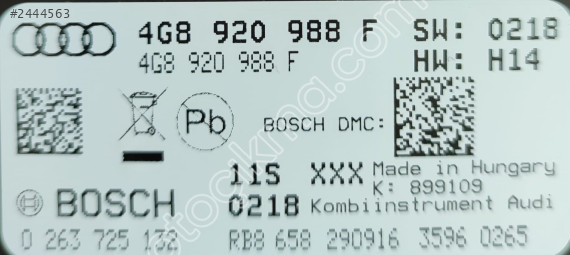 #2444563
4G8 920 988 F SW: 0218
4G8 920 988 F HW: H14
Pb
BOSCH DMC:
11S XXX Made in Hungary
K: 899109
BOSCH 0218 Kombiinstrument Audi
0 263 725 132 RB8 658 290916 3596 0265